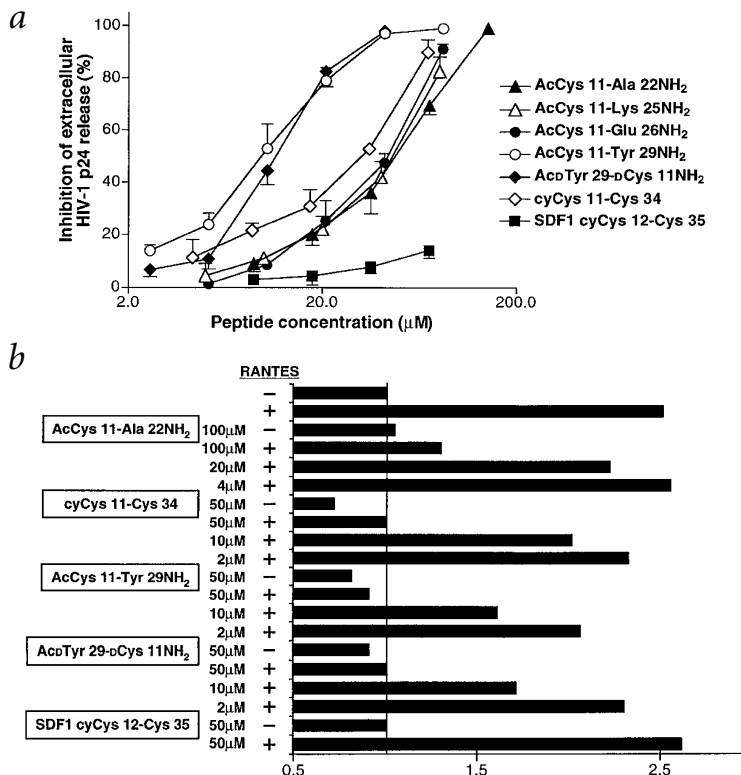 a
Inhibition of extracellular
HIV-1 p24 release (%)
100
80
60
40
20
0
2.0
20.0
200.0
Peptide concentration (μM)
AcCys 11-Ala 22NH₂
AcCys 11-Lys 25NH₂
AcCys 11-Glu 26NH₂
AcCys 11-Tyr 29NH₂
AcDTyr 29-DCys 11NH₂
cyCys 11-Cys 34
SDF1 cyCys 12-Cys 35
b
RANTES
−
+
AcCys 11-Ala 22NH₂
100μM −
100μM +
20μM +
4μM +
cyCys 11-Cys 34
50μM −
50μM +
10μM +
2μM +
AcCys 11-Tyr 29NH₂
50μM −
50μM +
10μM +
2μM +
AcDTyr 29-DCys 11NH₂
50μM −
50μM +
10μM +
2μM +
SDF1 cyCys 12-Cys 35
50μM −
50μM +
0.5
1.5
2.5